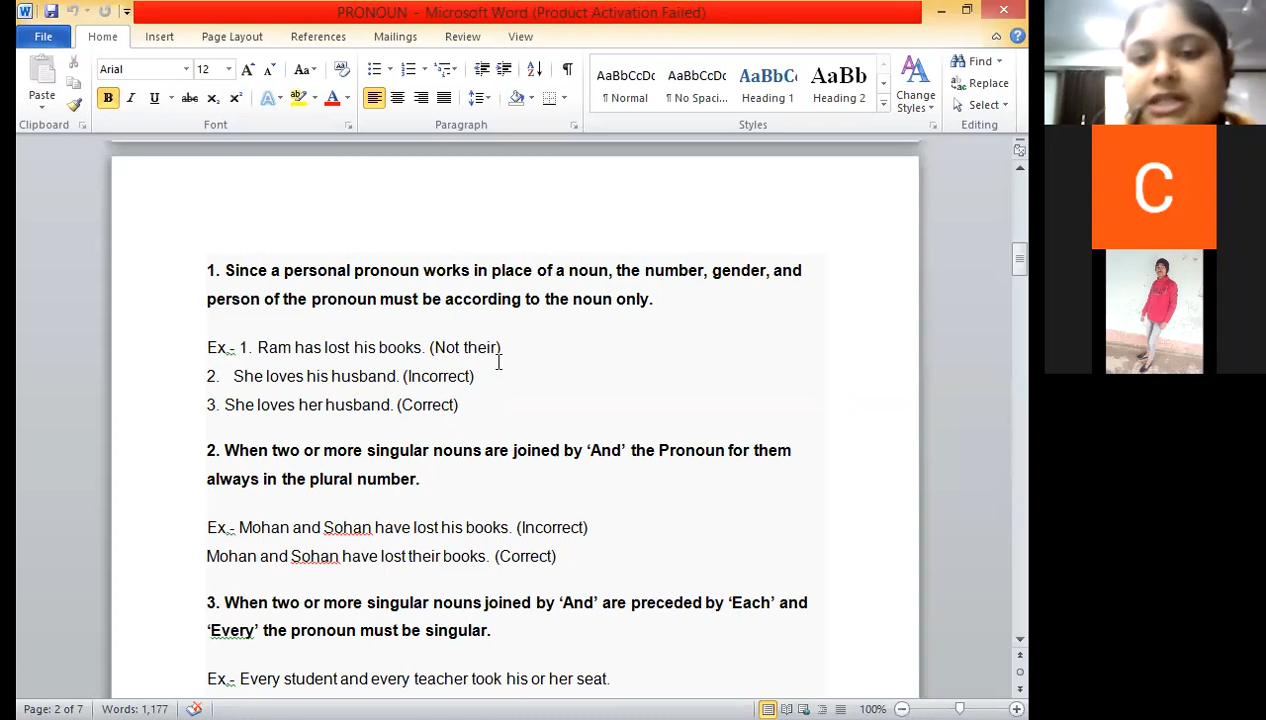 PRONOUN - Microsoft Word (Product Activation Failed)
File Home Insert Page Layout References Mailings Review View
Arial 12 Find
Replace
Select
Paste
AaBbCcDc AaBbCcDc AaBbCc AaBb
¶ Normal ¶ No Spaci... Heading 1 Heading 2
Change Styles
Clipboard Font Paragraph Styles Editing
1. Since a personal pronoun works in place of a noun, the number, gender, and
person of the pronoun must be according to the noun only.
Ex.- 1. Ram has lost his books. (Not their)
2. She loves his husband. (Incorrect)
3. She loves her husband. (Correct)
2. When two or more singular nouns are joined by ‘And’ the Pronoun for them
always in the plural number.
Ex.- Mohan and Sohan have lost his books. (Incorrect)
Mohan and Sohan have lost their books. (Correct)
3. When two or more singular nouns joined by ‘And’ are preceded by ‘Each’ and
‘Every’ the pronoun must be singular.
Ex.- Every student and every teacher took his or her seat.
Page: 2 of 7 Words: 1,177 100%
C